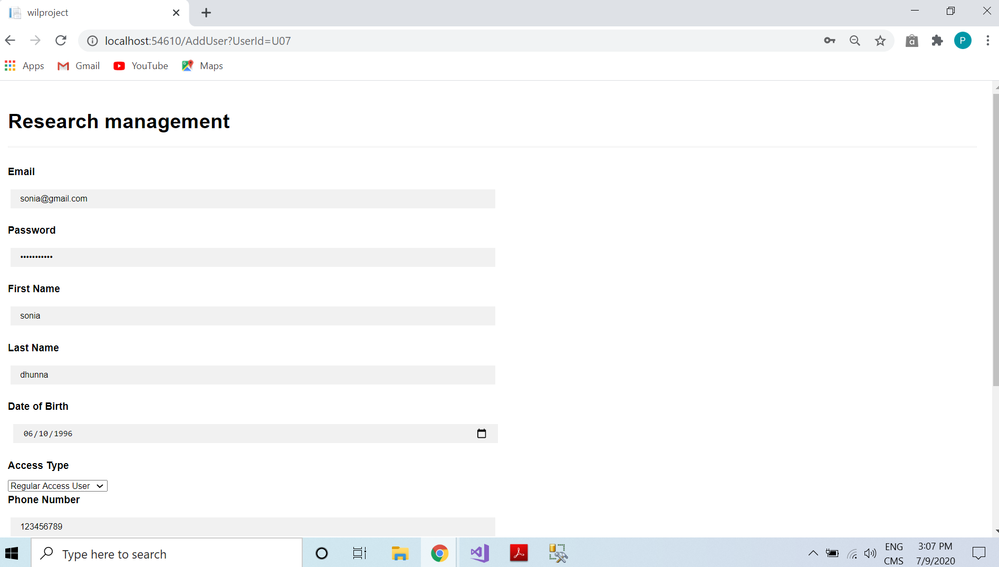 wilproject
localhost:54610/AddUser?UserId=U07
P
Apps Gmail YouTube Maps
Research management
Email
sonia@gmail.com
Password
•••••••••••
First Name
sonia
Last Name
dhunna
Date of Birth
06/10/1996
Access Type
Regular Access User
Phone Number
123456789
Type here to search
ENG
CMS
3:07 PM
7/9/2020